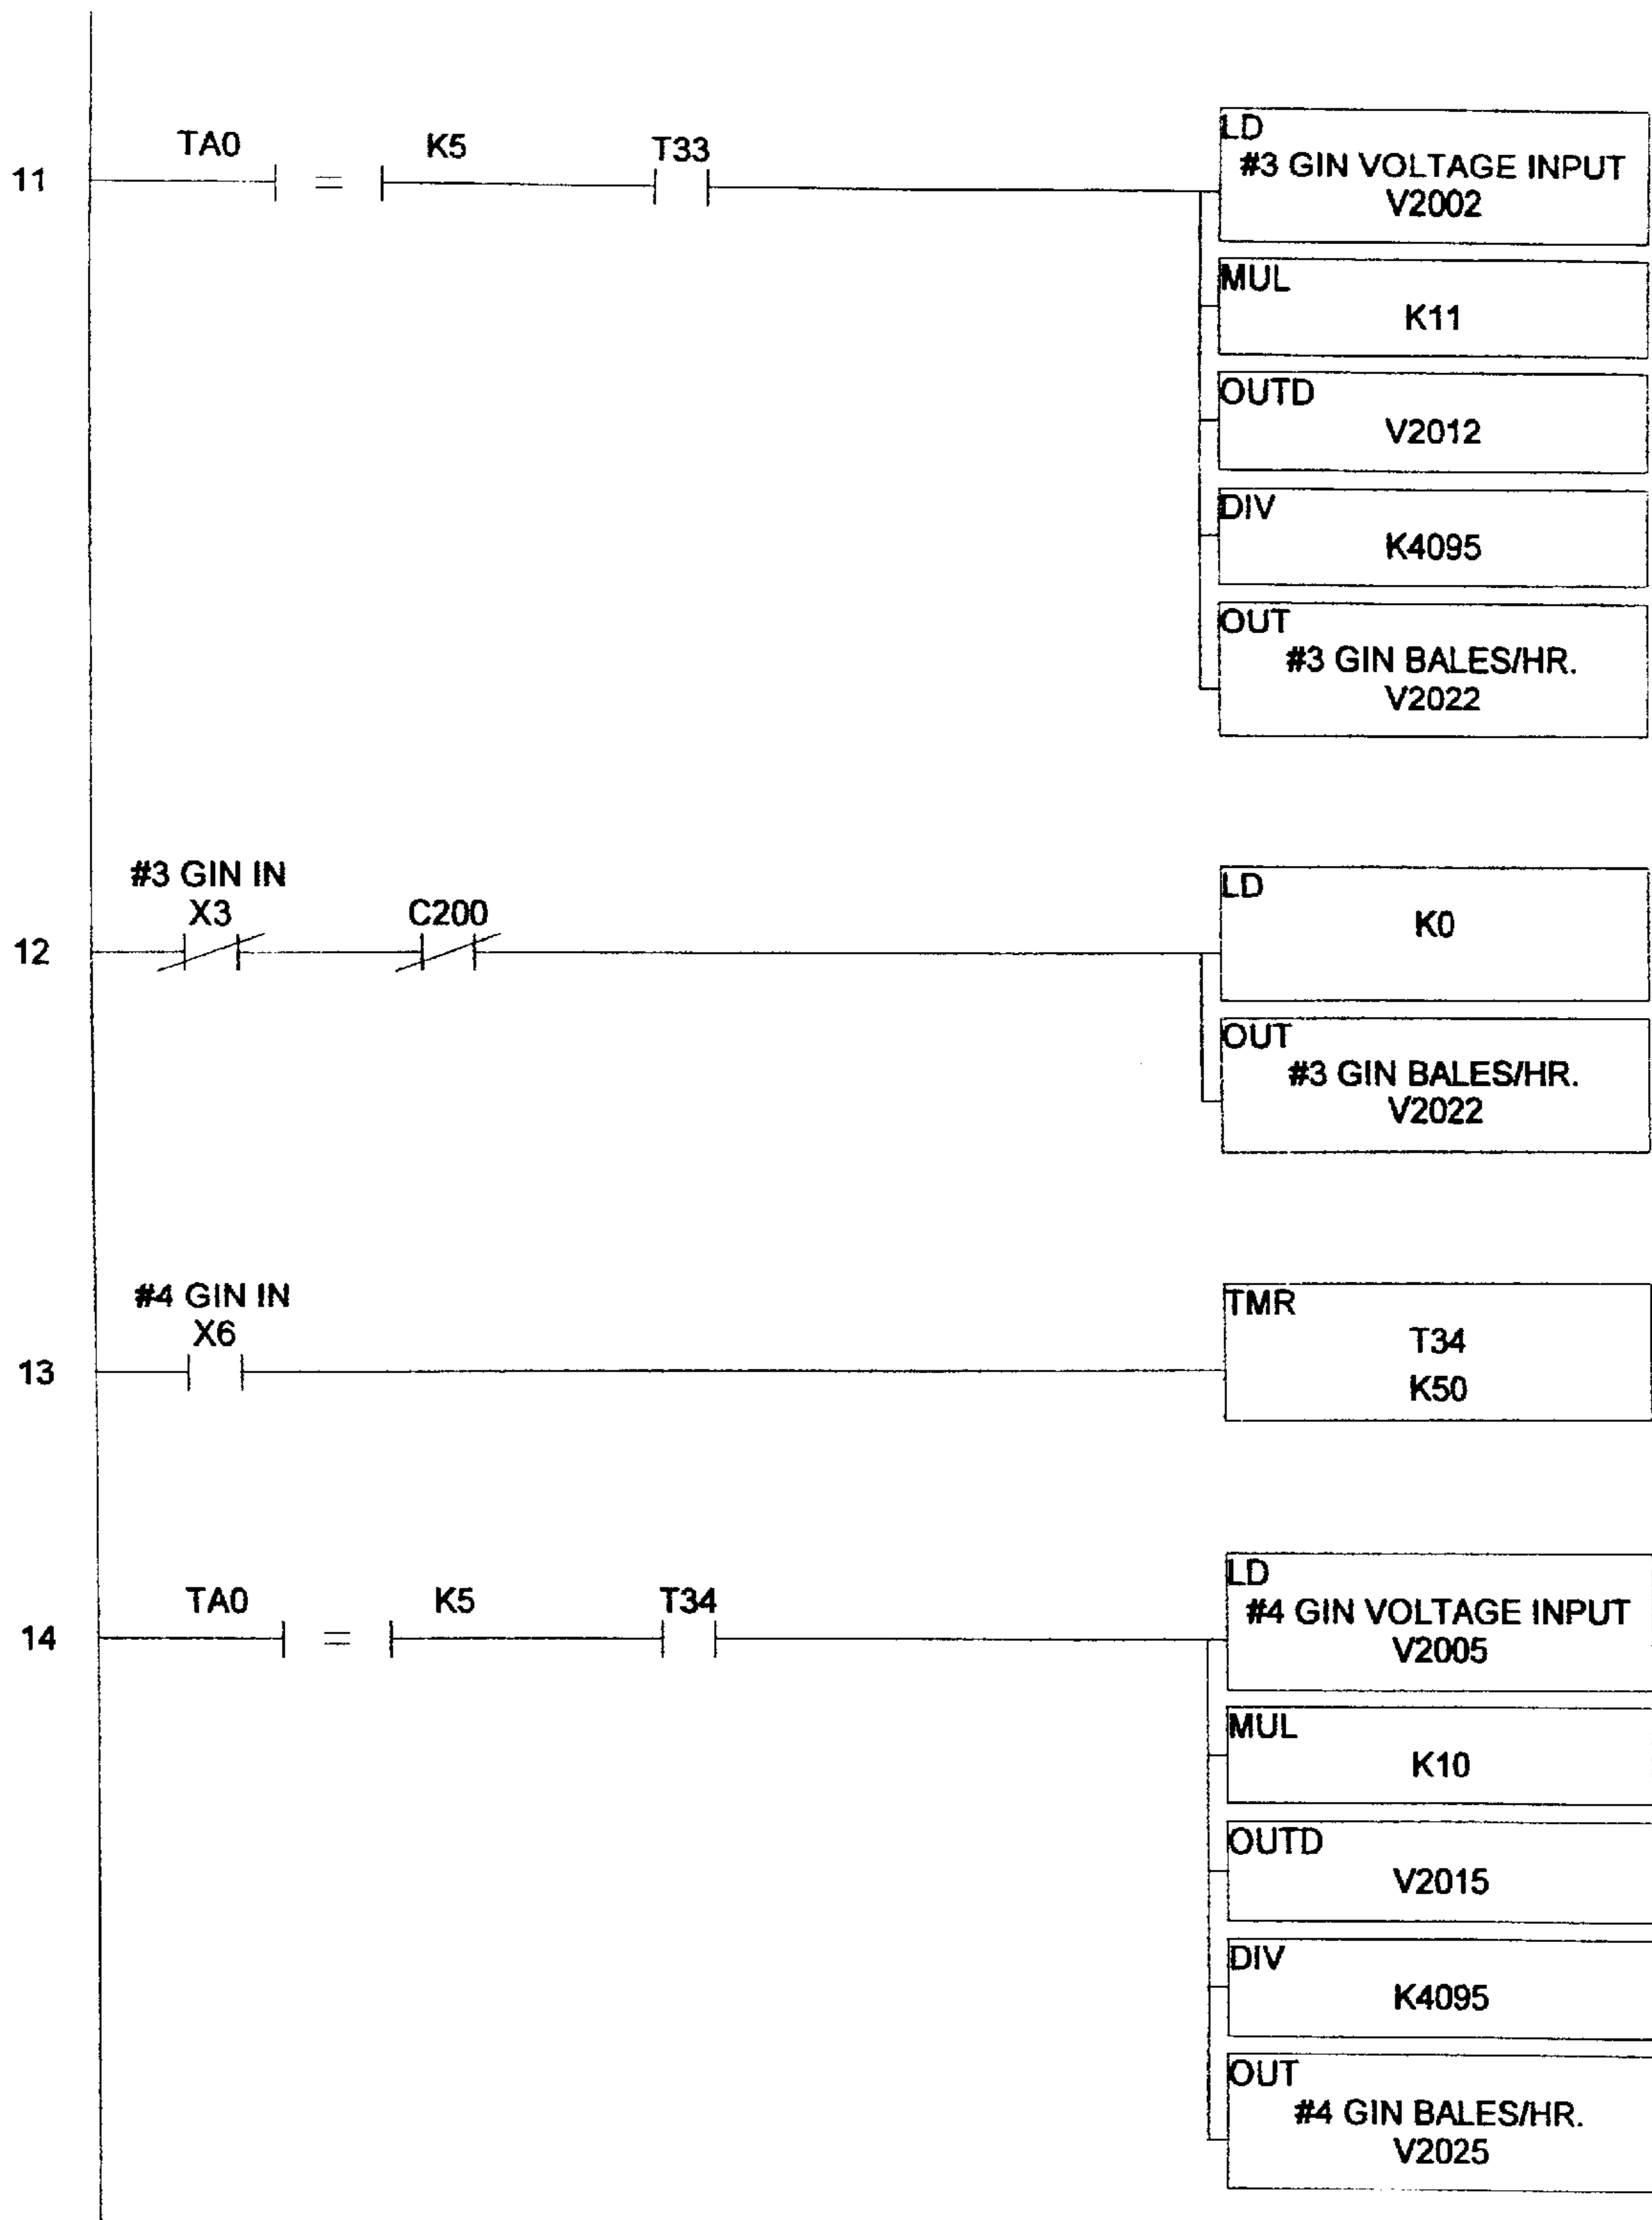 11
TA0 = K5 T33
LD
#3 GIN VOLTAGE INPUT
V2002
MUL
K11
OUTD
V2012
DIV
K4095
OUT
#3 GIN BALES/HR.
V2022
12
#3 GIN IN
X3 C200
LD
K0
OUT
#3 GIN BALES/HR.
V2022
13
#4 GIN IN
X6
TMR
T34
K50
14
TA0 = K5 T34
LD
#4 GIN VOLTAGE INPUT
V2005
MUL
K10
OUTD
V2015
DIV
K4095
OUT
#4 GIN BALES/HR.
V2025